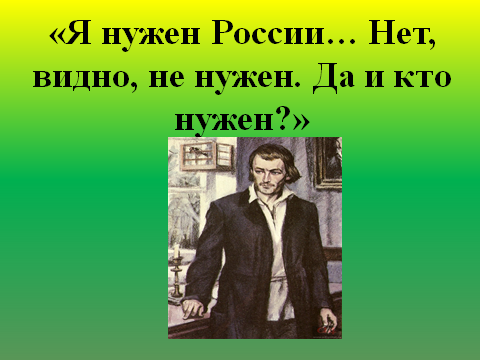 «Я нужен России… Нет,
видно, не нужен. Да и кто
нужен?»